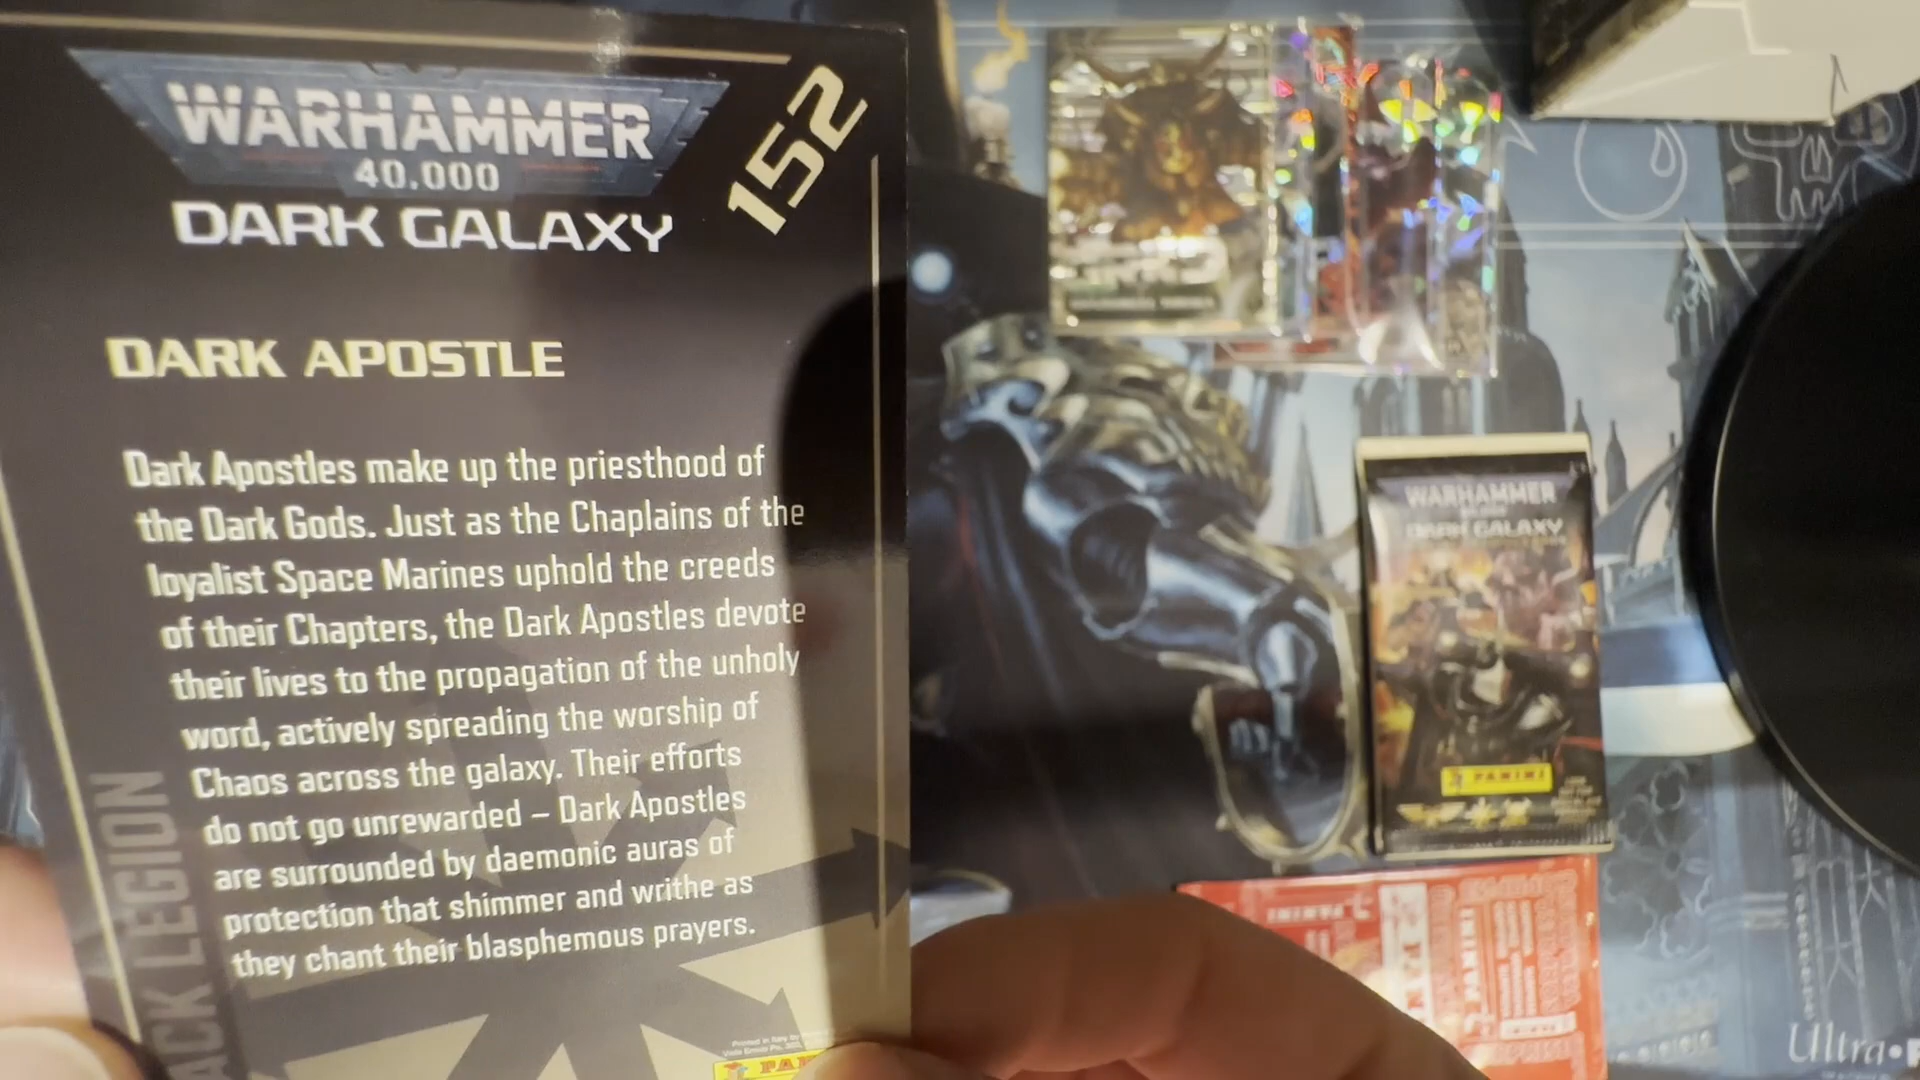 WARHAMMER
40,000
DARK GALAXY
152
DARK APOSTLE
Dark Apostles make up the priesthood of
the Dark Gods. Just as the Chaplains of the
loyalist Space Marines uphold the creeds
of their Chapters, the Dark Apostles devote
their lives to the propagation of the unholy
word, actively spreading the worship of
Chaos across the galaxy. Their efforts
do not go unrewarded – Dark Apostles
are surrounded by daemonic auras of
protection that shimmer and writhe as
they chant their blasphemous prayers.
ACK LEGION
WARHAMMER
DARK GALAXY
PANINI
PANINI
PANINI
Ultra•